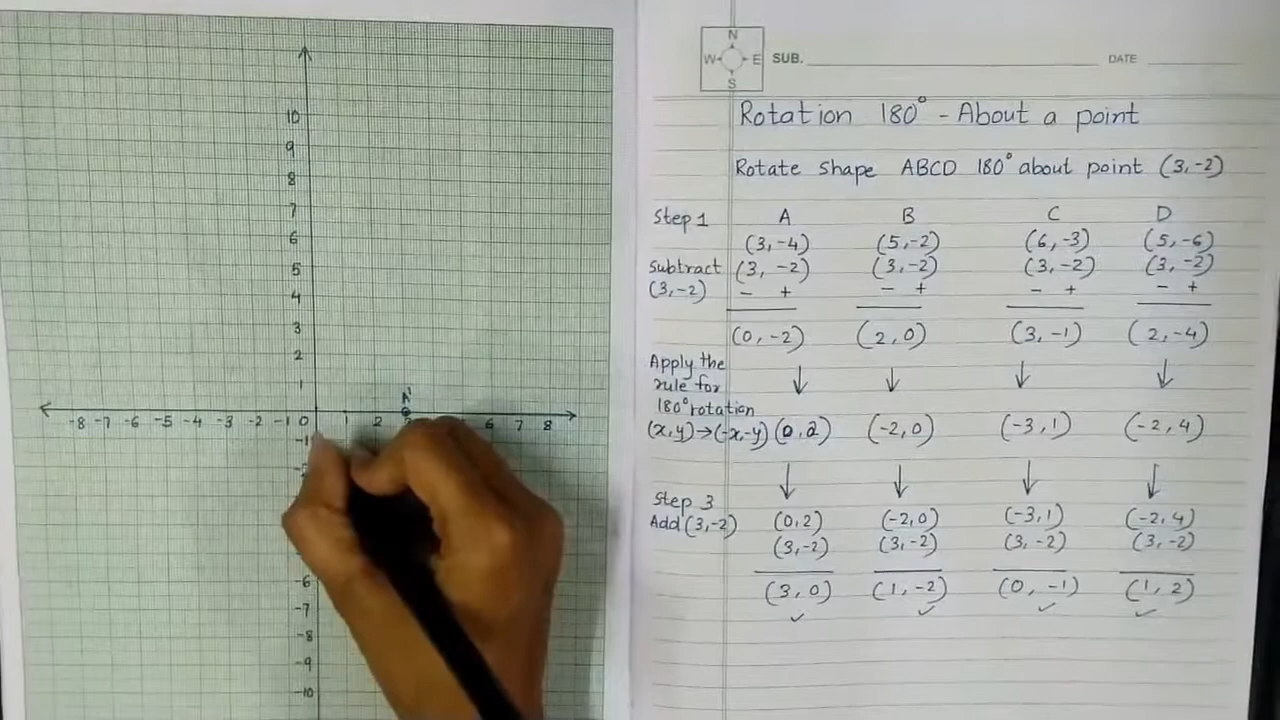 10
9
8
7
6
5
4
3
2
1
A'
-8 -7 -6 -5 -4 -3 -2 -1 0 2 6 7 8
-1
-6
-7
-8
-9
-10
N
W E SUB. DATE
S
Rotation 180° - About a point
Rotate shape ABCD 180° about point (3,-2)
Step 1 A B C D
(3,-4) (5,-2) (6,-3) (5,-6)
subtract (3,-2) (3,-2) (3,-2) (3,-2)
(3,-2) - + - + - + - +
(0,-2) (2,0) (3,-1) (2,-4)
Apply the
rule for
180° rotation
(x,y)→(-x,-y) (0,2) (-2,0) (-3,1) (-2,4)
Step 3
Add (3,-2) (0,2) (-2,0) (-3,1) (-2,4)
(3,-2) (3,-2) (3,-2) (3,-2)
(3,0) (1,-2) (0,-1) (1,2)